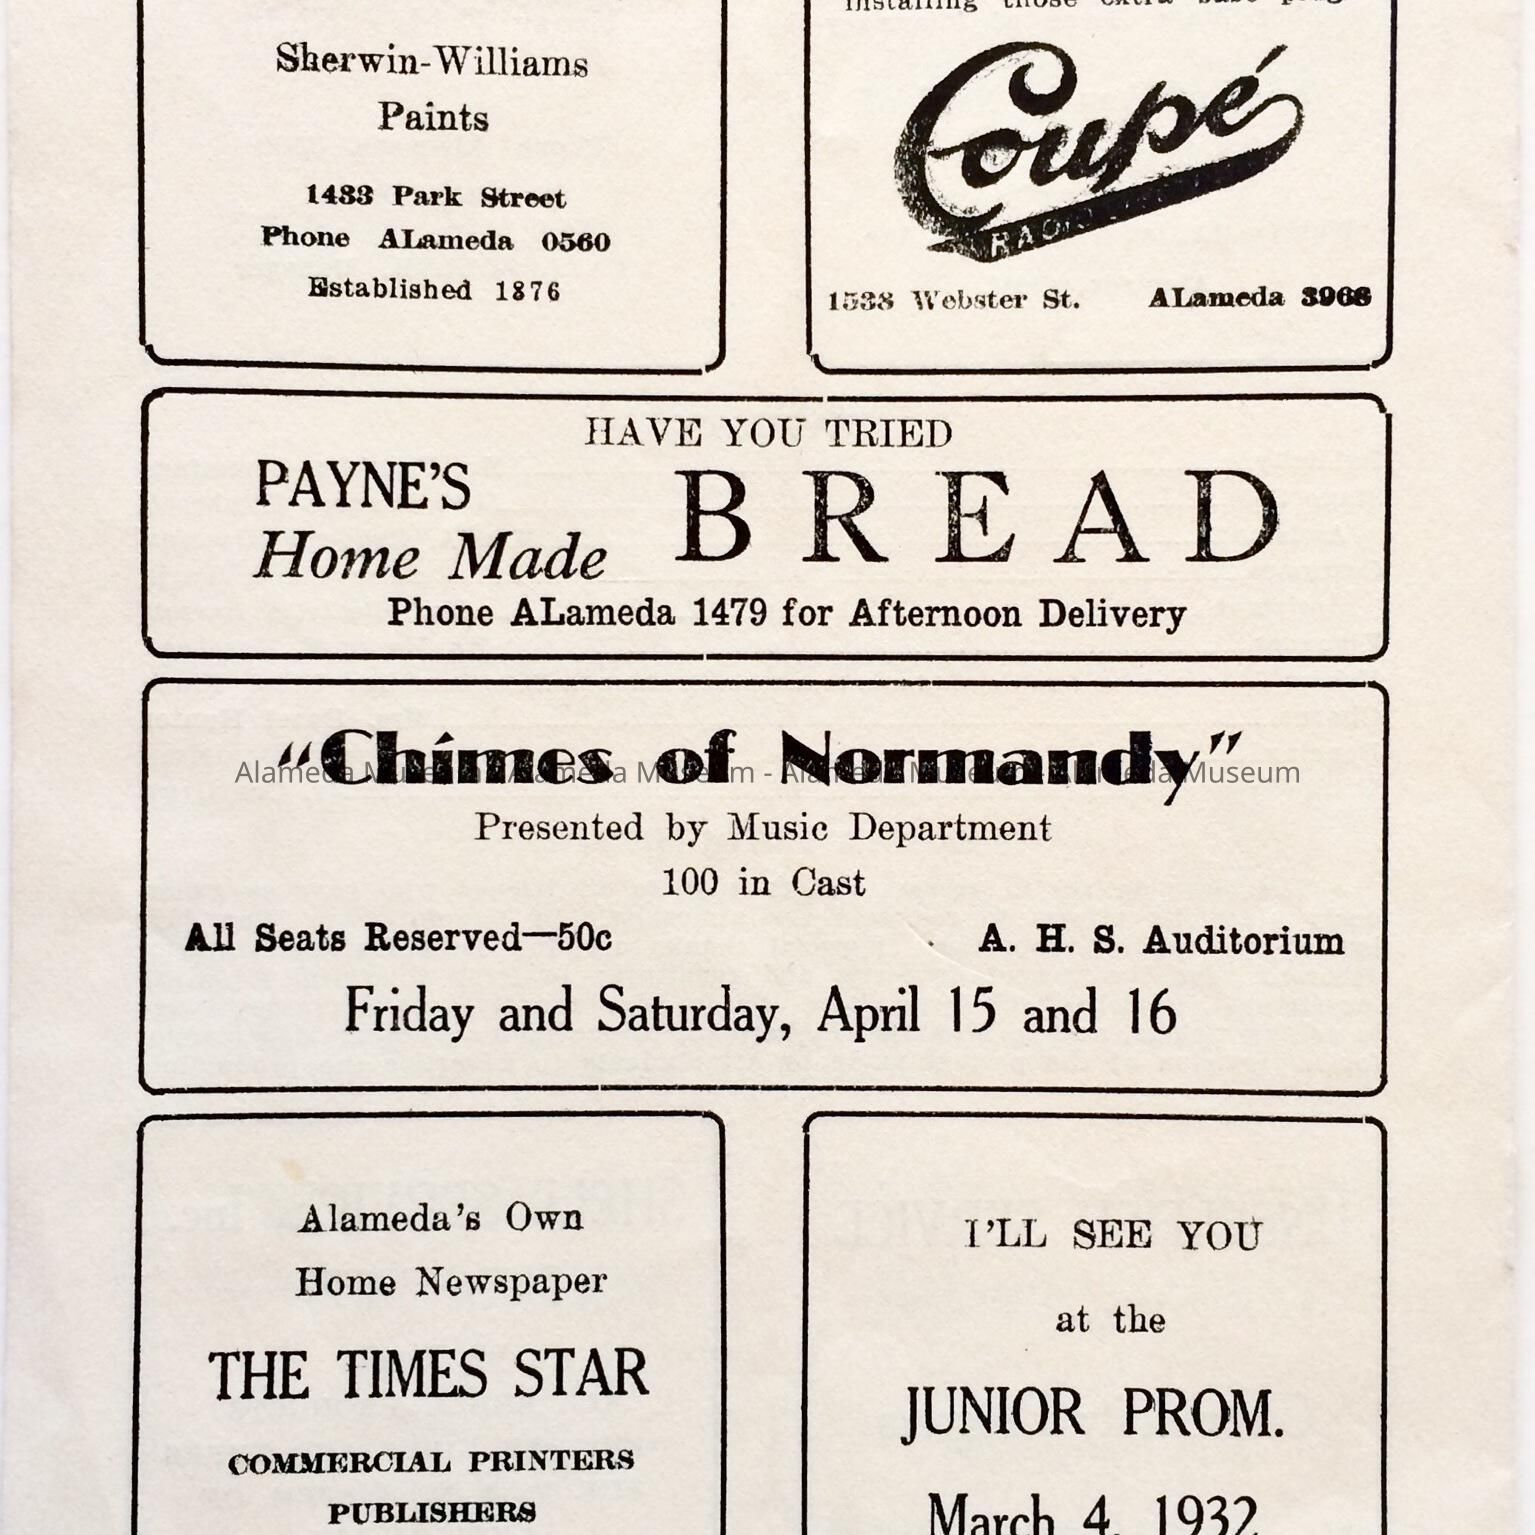 Sherwin-Williams
Paints
1433 Park Street
Phone ALameda 0560
Established 1876
installing those extra
Coupé
1538 Webster St. ALameda 3966
HAVE YOU TRIED
PAYNE'S
Home Made
BREAD
Phone ALameda 1479 for Afternoon Delivery
"Chimes of Normandy"
Alameda Museum - Alameda Museum - Alameda Museum - Alameda Museum
Presented by Music Department
100 in Cast
All Seats Reserved—50c A. H. S. Auditorium
Friday and Saturday, April 15 and 16
Alameda's Own
Home Newspaper
THE TIMES STAR
COMMERCIAL PRINTERS
PUBLISHERS
I'LL SEE YOU
at the
JUNIOR PROM.
March 4, 1932